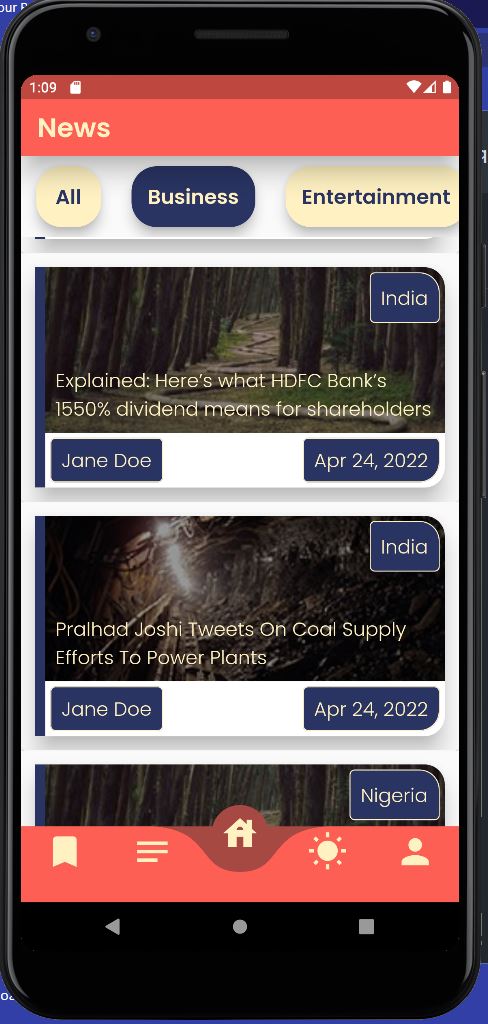 1:09
News
All
Business
Entertainment
India
Explained: Here's what HDFC Bank's
1550% dividend means for shareholders
Jane Doe
Apr 24, 2022
India
Pralhad Joshi Tweets On Coal Supply
Efforts To Power Plants
Jane Doe
Apr 24, 2022
Nigeria